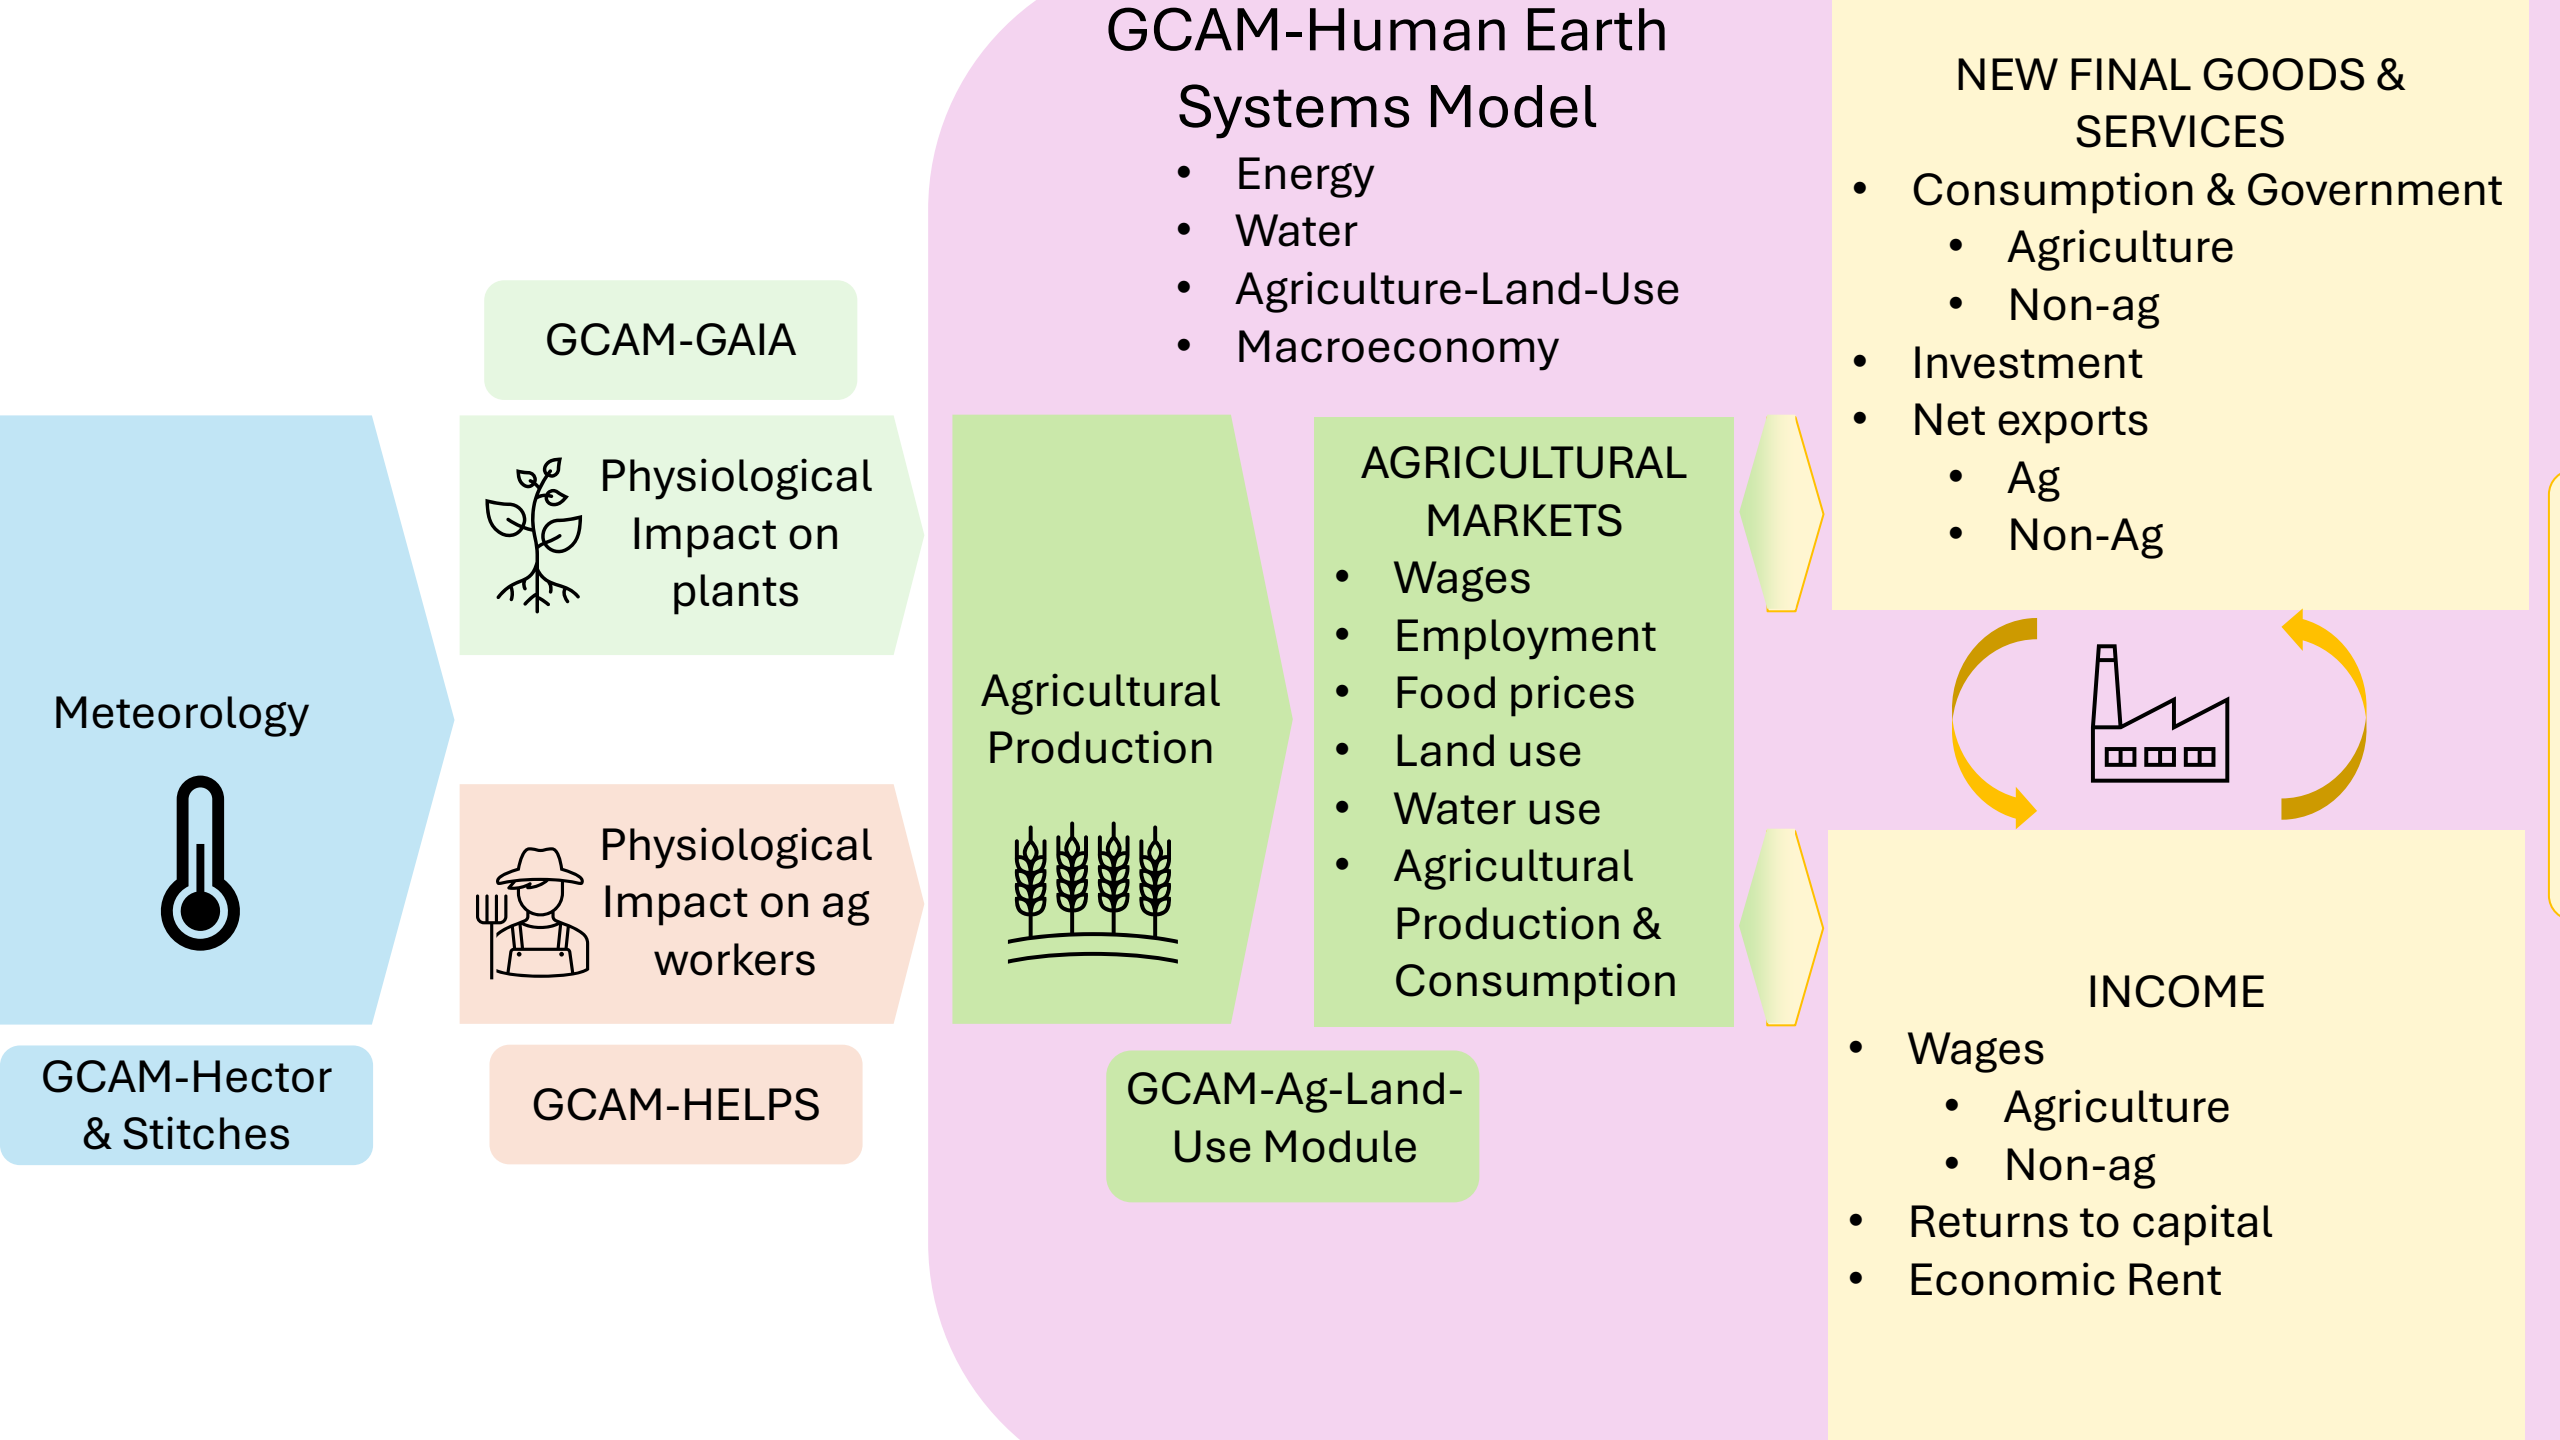 GCAM-Human Earth
Systems Model
• Energy
• Water
• Agriculture-Land-Use
• Macroeconomy
GCAM-GAIA
Physiological
Impact on
plants
Meteorology
Physiological
Impact on ag
workers
GCAM-Hector
& Stitches
GCAM-HELPS
Agricultural
Production
AGRICULTURAL
MARKETS
• Wages
• Employment
• Food prices
• Land use
• Water use
• Agricultural
Production &
Consumption
GCAM-Ag-Land-
Use Module
NEW FINAL GOODS &
SERVICES
• Consumption & Government
• Agriculture
• Non-ag
• Investment
• Net exports
• Ag
• Non-Ag
INCOME
• Wages
• Agriculture
• Non-ag
• Returns to capital
• Economic Rent